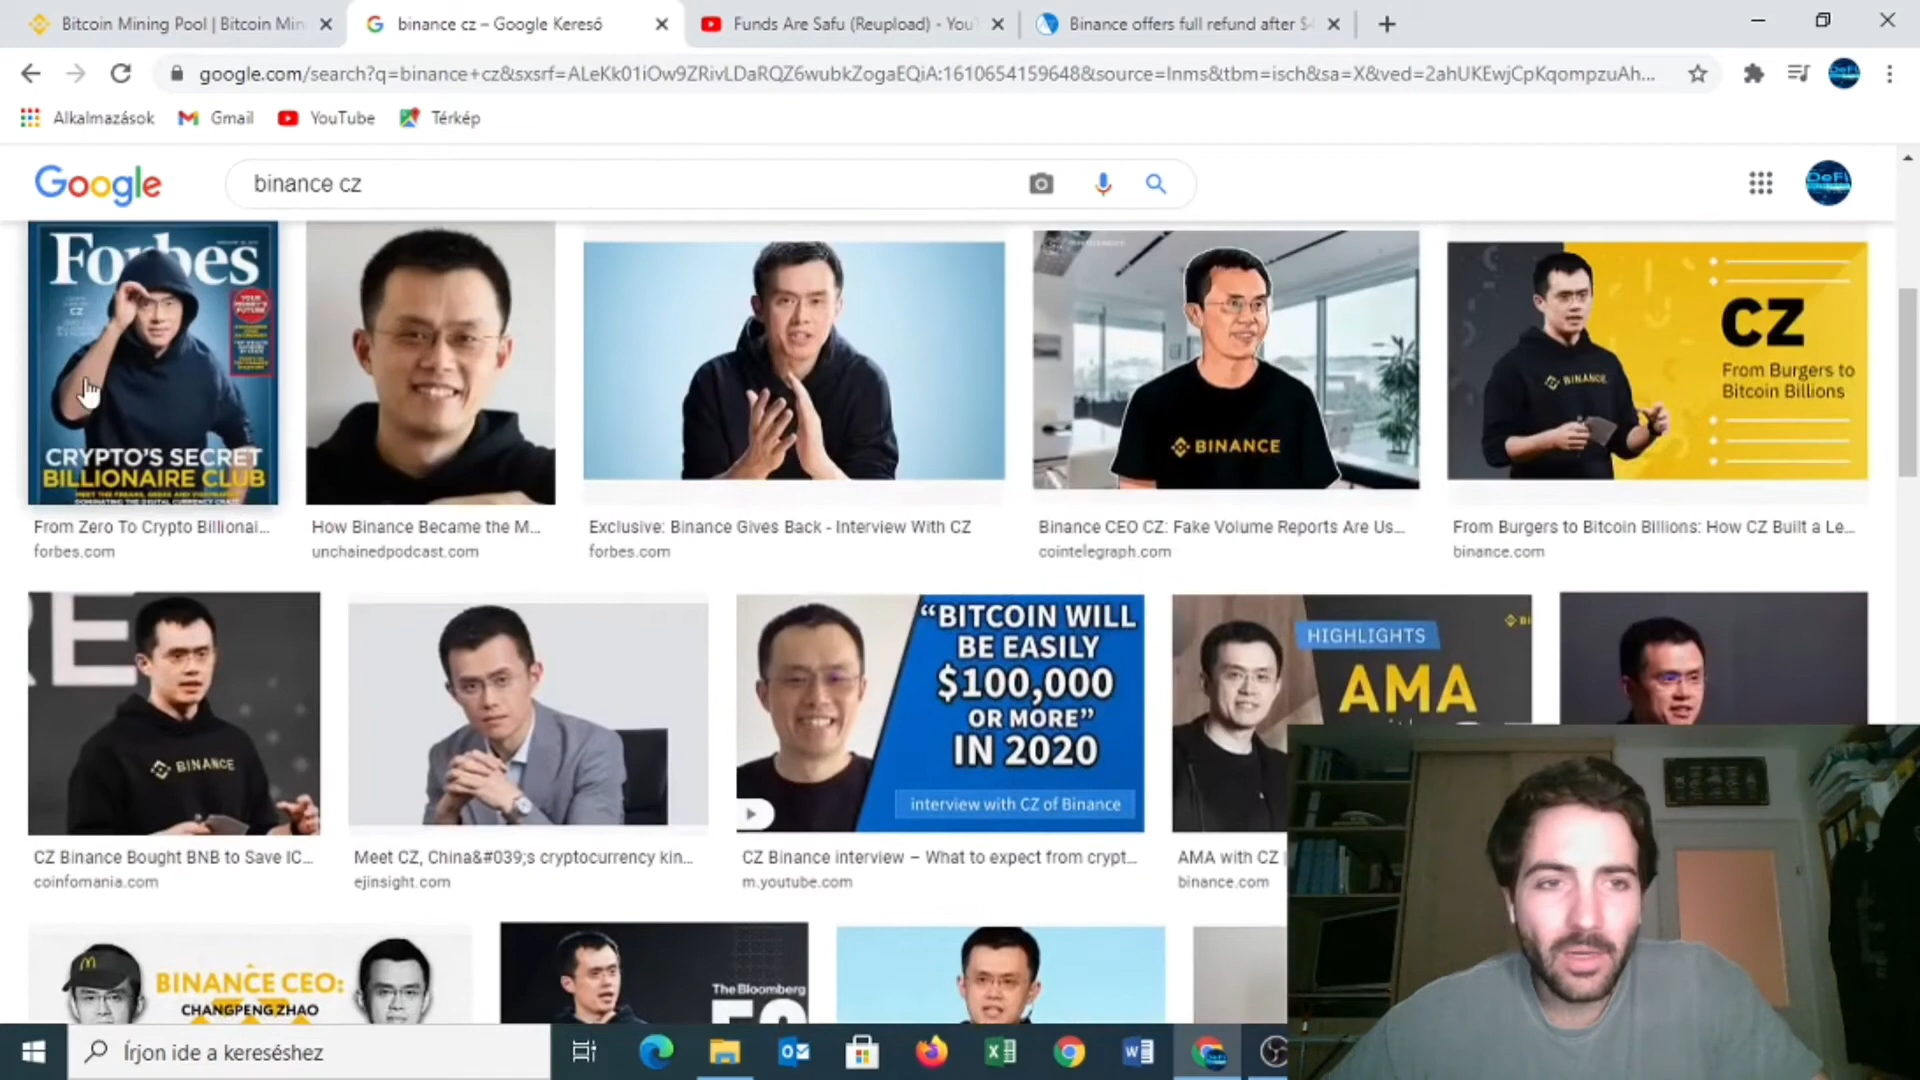 Bitcoin Mining Pool | Bitcoin Min
binance cz – Google Kereső
Funds Are Safu (Reupload) - You
Binance offers full refund after $4
google.com/search?q=binance+cz&sxsrf=ALeKk01iOw9ZRivLDaRQZ6wubkZogaEQiA:1610654159648&source=lnms&tbm=isch&sa=X&ved=2ahUKEwjCpKqompzuAh...
Alkalmazások
Gmail
YouTube
Térkép
Google
binance cz
DeFi
Forbes
CZ
CRYPTO'S SECRET
BILLIONAIRE CLUB
BINANCE
BINANCE
CZ
From Burgers to
Bitcoin Billions
From Zero To Crypto Billionai...
forbes.com
How Binance Became the M...
unchainedpodcast.com
Exclusive: Binance Gives Back - Interview With CZ
forbes.com
Binance CEO CZ: Fake Volume Reports Are Us...
cointelegraph.com
From Burgers to Bitcoin Billions: How CZ Built a Le...
binance.com
RE
BINANCE
“BITCOIN WILL
BE EASILY
$100,000
OR MORE”
IN 2020
interview with CZ of Binance
HIGHLIGHTS
AMA
CZ Binance Bought BNB to Save IC...
coinfomania.com
Meet CZ, China&#039;s cryptocurrency kin...
ejinsight.com
CZ Binance interview – What to expect from crypt...
m.youtube.com
AMA with CZ
binance.com
BINANCE CEO:
CHANGPENG ZHAO
The Bloomberg
50
Írjon ide a kereséshez